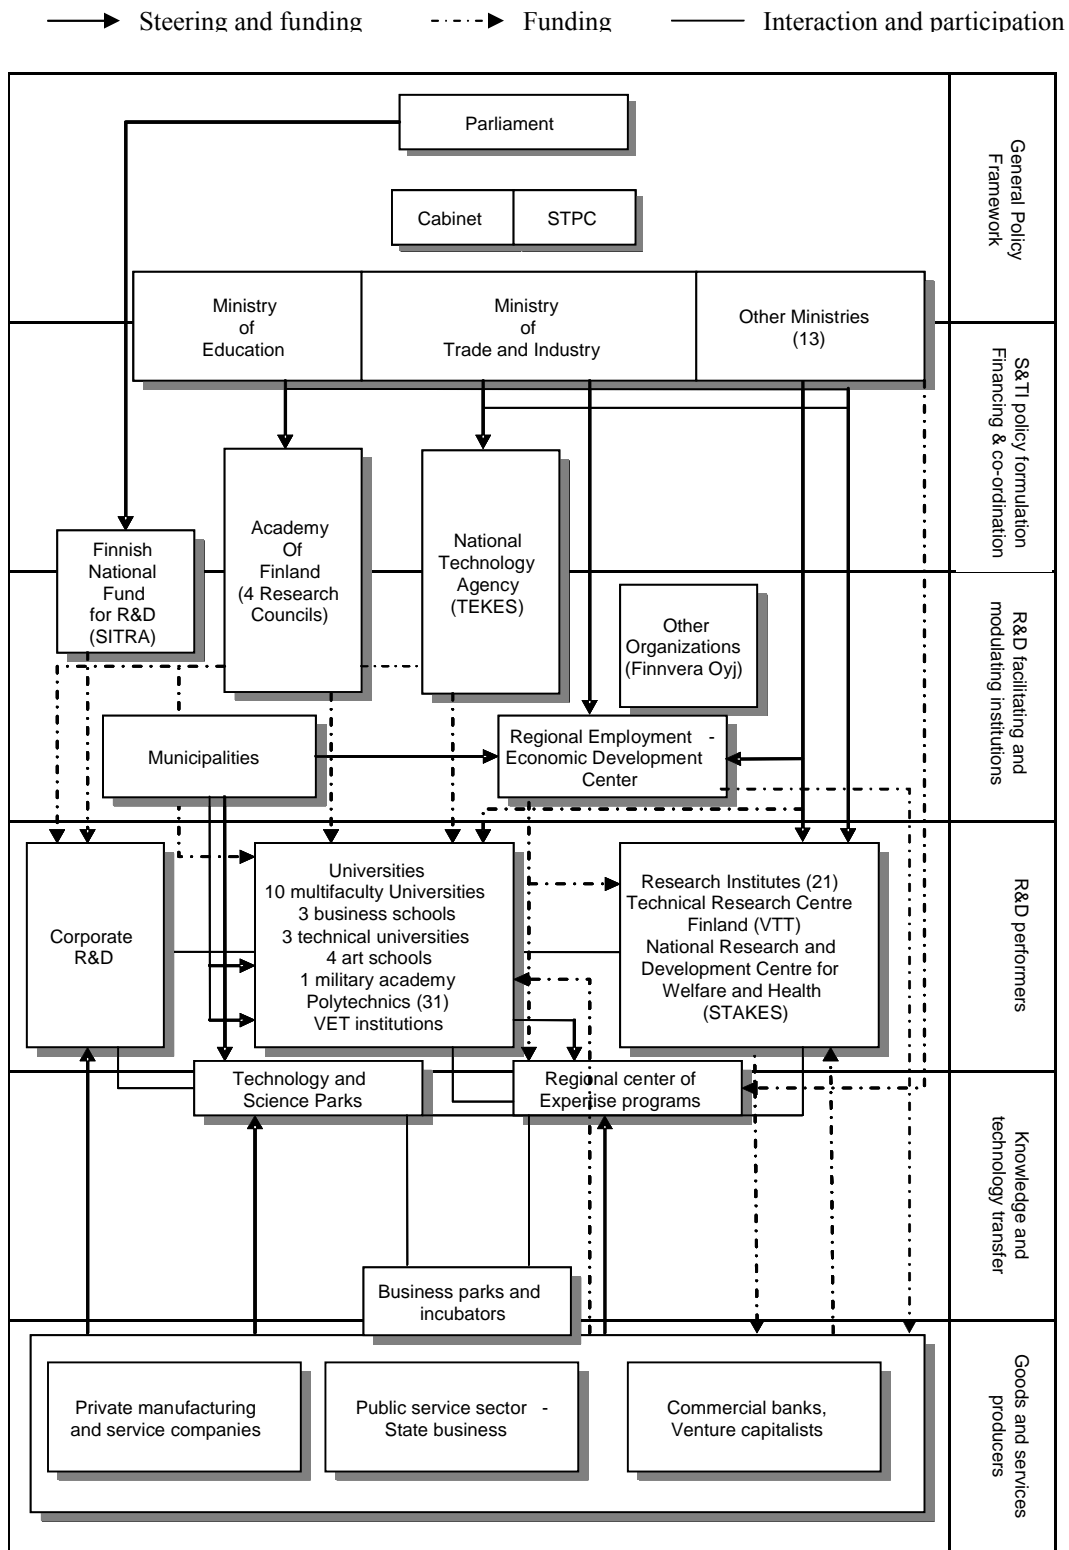 Steering and funding
Funding
Interaction and participation
Parliament
Cabinet
STPC
General Policy
Framework
Ministry
of
Education
Ministry
of
Trade and Industry
Other Ministries
(13)
S&TI policy formulation
Financing & co-ordination
Finnish
National
Fund
for R&D
(SITRA)
Academy
Of
Finland
(4 Research
Councils)
National
Technology
Agency
(TEKES)
Other
Organizations
(Finnvera Oyj)
R&D facilitating and
modulating institutions
Municipalities
Regional Employment -
Economic Development
Center
Corporate
R&D
Universities
10 multifaculty Universities
3 business schools
3 technical universities
4 art schools
1 military academy
Polytechnics (31)
VET institutions
Research Institutes (21)
Technical Research Centre
Finland (VTT)
National Research and
Development Centre for
Welfare and Health
(STAKES)
R&D performers
Technology and
Science Parks
Regional center of
Expertise programs
Knowledge and
technology transfer
Business parks and
incubators
Private manufacturing
and service companies
Public service sector -
State business
Commercial banks,
Venture capitalists
Goods and services
producers